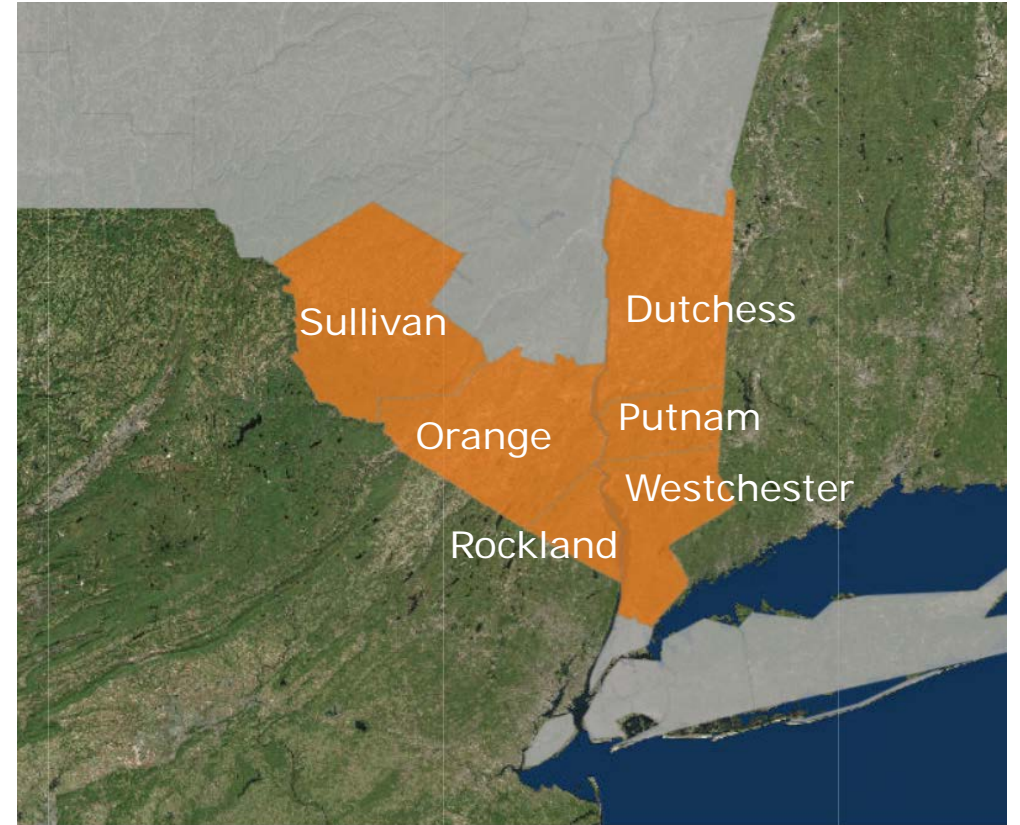 Dutchess
Sullivan
Putnam
Orange
Westchester
Rockland